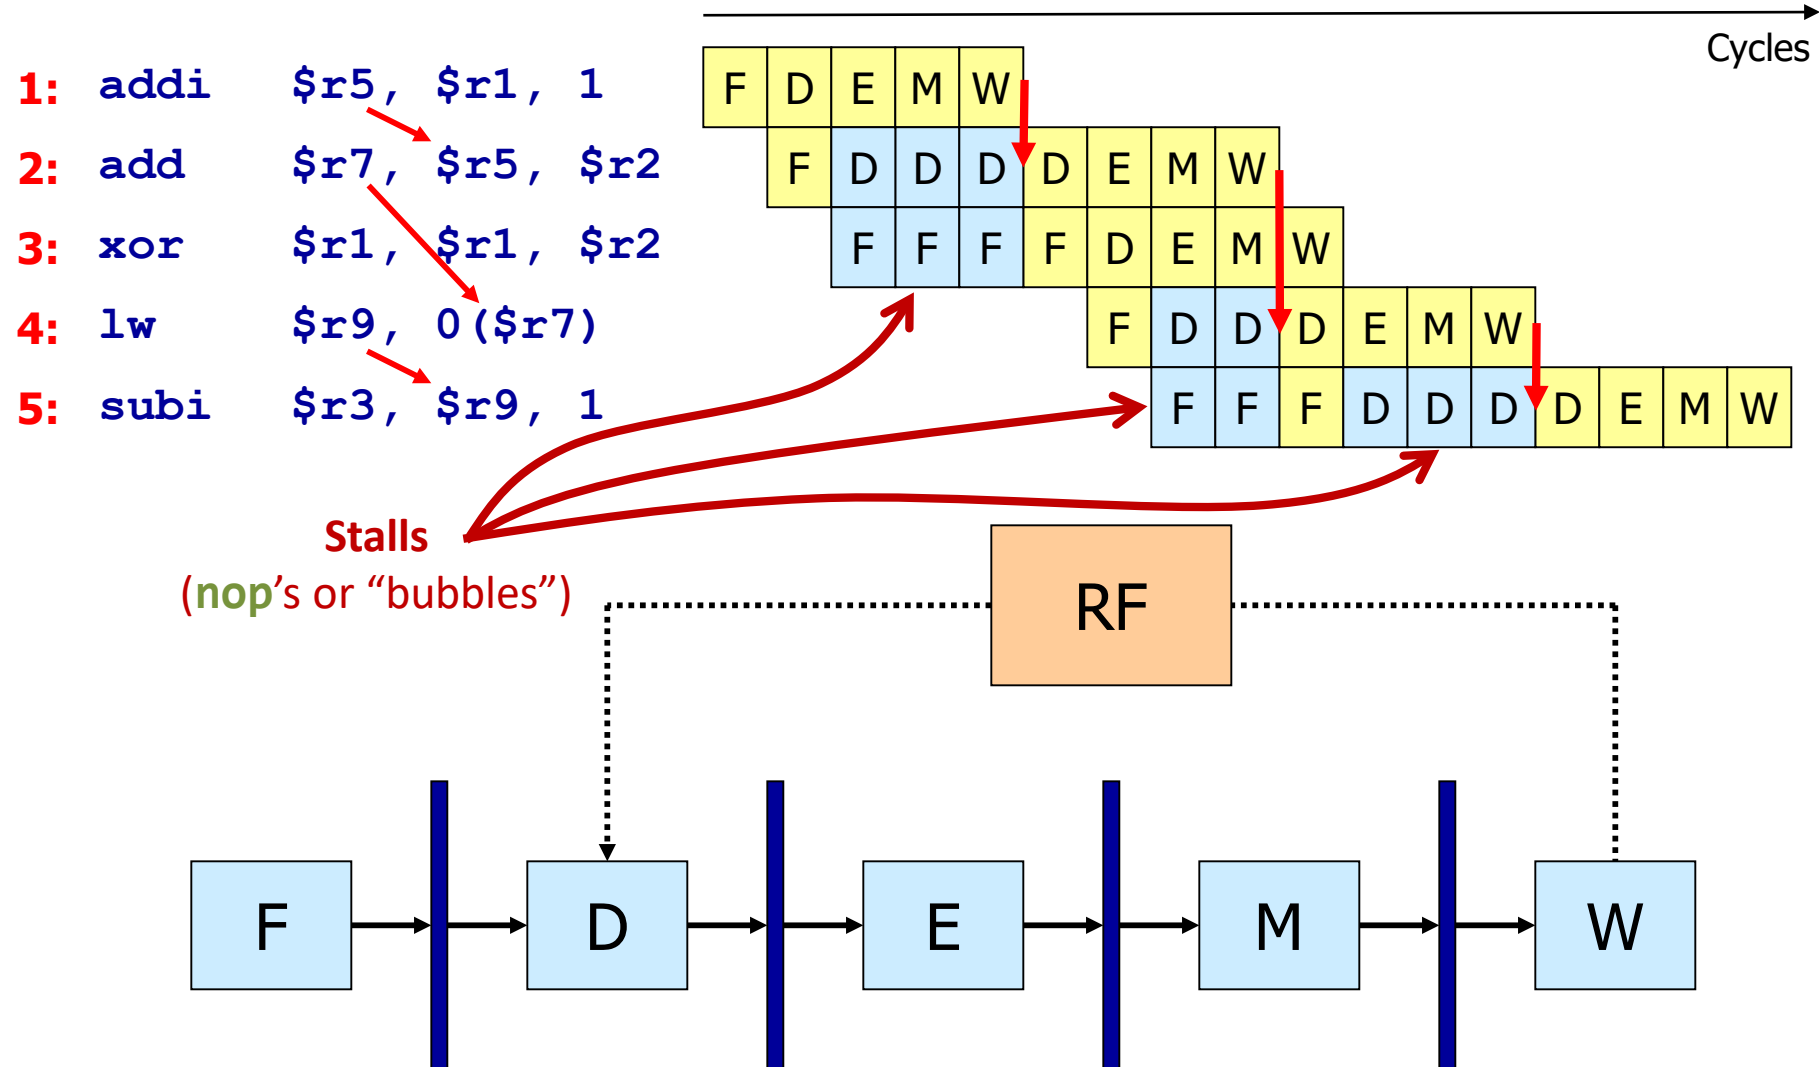 Cycles
1: addi $r5, $r1, 1
F D E M W
2: add $r7, $r5, $r2
F D D D D E M W
3: xor $r1, $r1, $r2
F F F F D E M W
4: lw $r9, 0($r7)
F D D D E M W
5: subi $r3, $r9, 1
F F F D D D D E M W
Stalls
(nop’s or “bubbles”)
RF
F D E M W